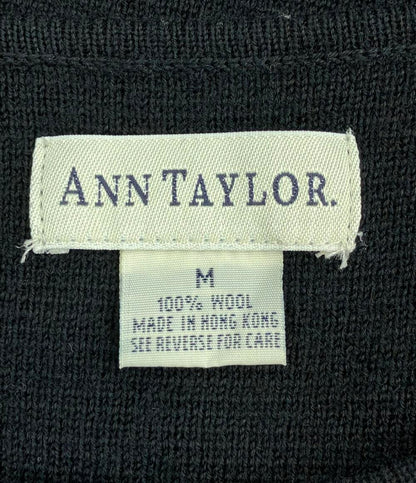 ANN TAYLOR.
M
100% WOOL
MADE IN HONG KONG
SEE REVERSE FOR CARE